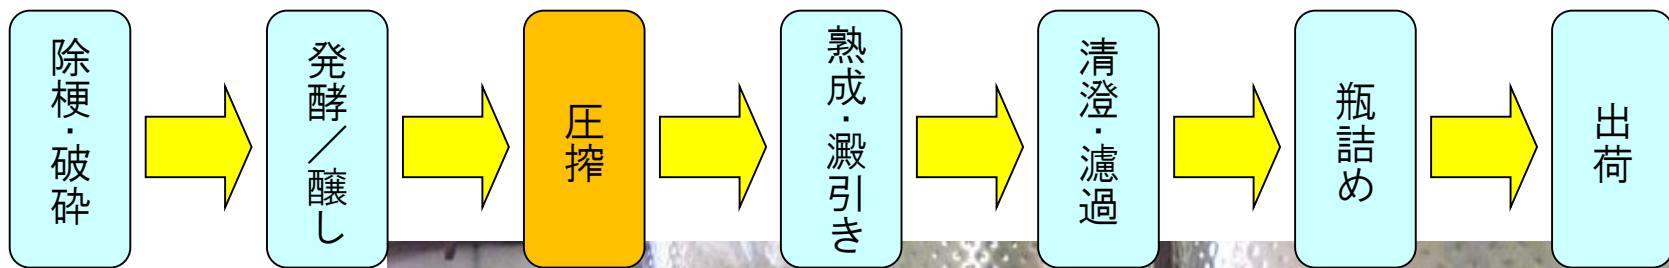 除梗・破砕
発酵／醸し
圧搾
熟成・澱引き
清澄・濾過
瓶詰め
出荷